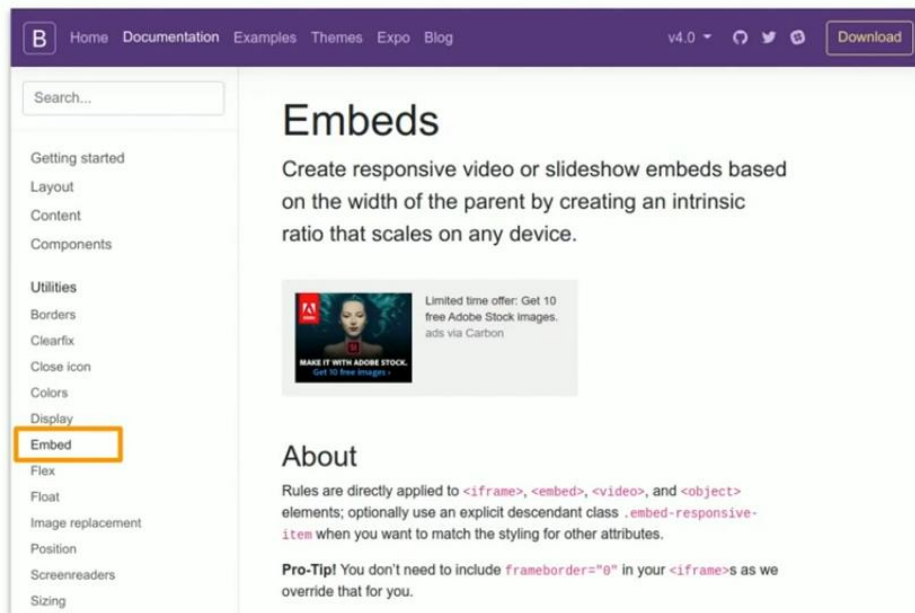 B Home Documentation Examples Themes Expo Blog v4.0 Download
Search...
Getting started
Layout
Content
Components
Utilities
Borders
Clearfix
Close icon
Colors
Display
Embed
Flex
Float
Image replacement
Position
Screenreaders
Sizing
Embeds
Create responsive video or slideshow embeds based
on the width of the parent by creating an intrinsic
ratio that scales on any device.
Adobe
MAKE IT WITH ADOBE STOCK.
Get 10 free images ›
Limited time offer: Get 10
free Adobe Stock images.
ads via Carbon
About
Rules are directly applied to <iframe>, <embed>, <video>, and <object>
elements; optionally use an explicit descendant class .embed-responsive-
item when you want to match the styling for other attributes.
Pro-Tip! You don't need to include frameborder="0" in your <iframe>s as we
override that for you.